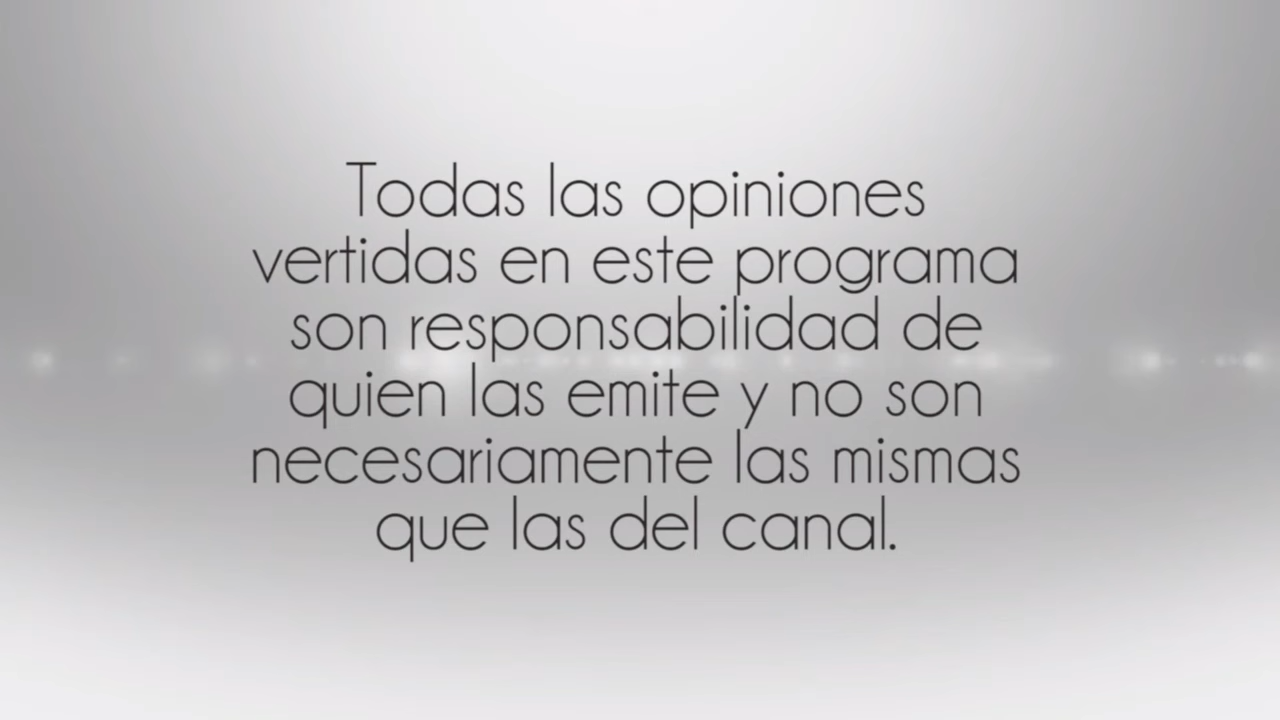 Todas las opiniones
vertidas en este programa
son responsabilidad de
quien las emite y no son
necesariamente las mismas
que las del canal.